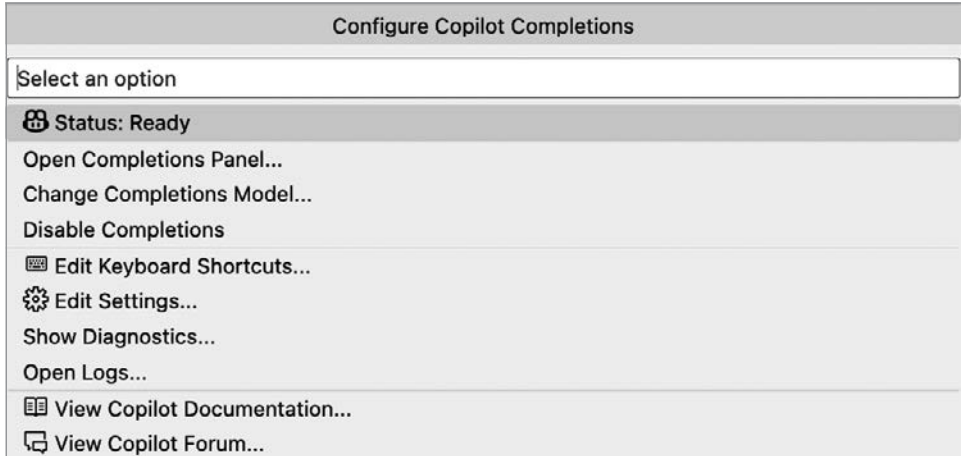 Configure Copilot Completions
Select an option
Status: Ready
Open Completions Panel...
Change Completions Model...
Disable Completions
Edit Keyboard Shortcuts...
Edit Settings...
Show Diagnostics...
Open Logs...
View Copilot Documentation...
View Copilot Forum...